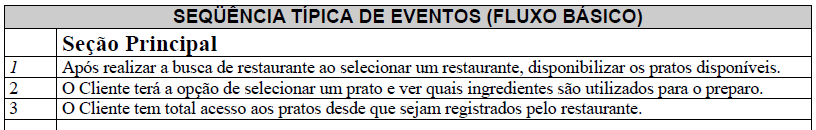 SEQÜÊNCIA TÍPICA DE EVENTOS (FLUXO BÁSICO)
Seção Principal
1 Após realizar a busca de restaurante ao selecionar um restaurante, disponibilizar os pratos disponíveis.
2 O Cliente terá a opção de selecionar um prato e ver quais ingredientes são utilizados para o preparo.
3 O Cliente tem total acesso aos pratos desde que sejam registrados pelo restaurante.